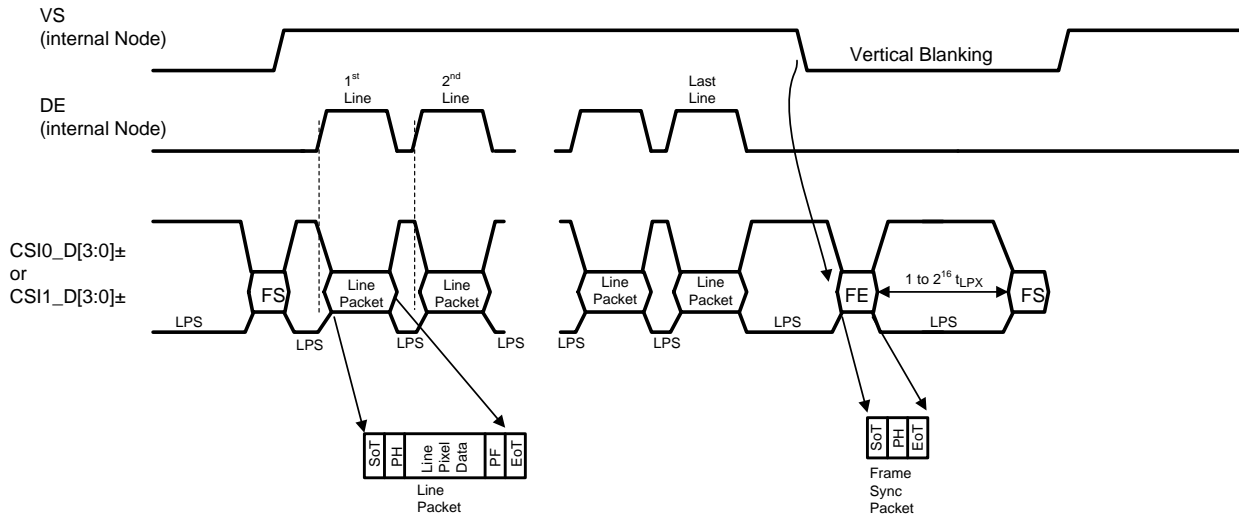 VS
(internal Node)
Vertical Blanking
1st
Line
2nd
Line
Last
Line
DE
(internal Node)
CSI0_D[3:0]±
or
CSI1_D[3:0]±
FS
Line
Packet
Line
Packet
Line
Packet
Line
Packet
FE
1 to 2^16 tLPX
FS
LPS
LPS
LPS
LPS
LPS
LPS
LPS
LPS
SoT
PH
Line
Pixel
Data
PF
EoT
Line
Packet
SoT
PH
EoT
Frame
Sync
Packet